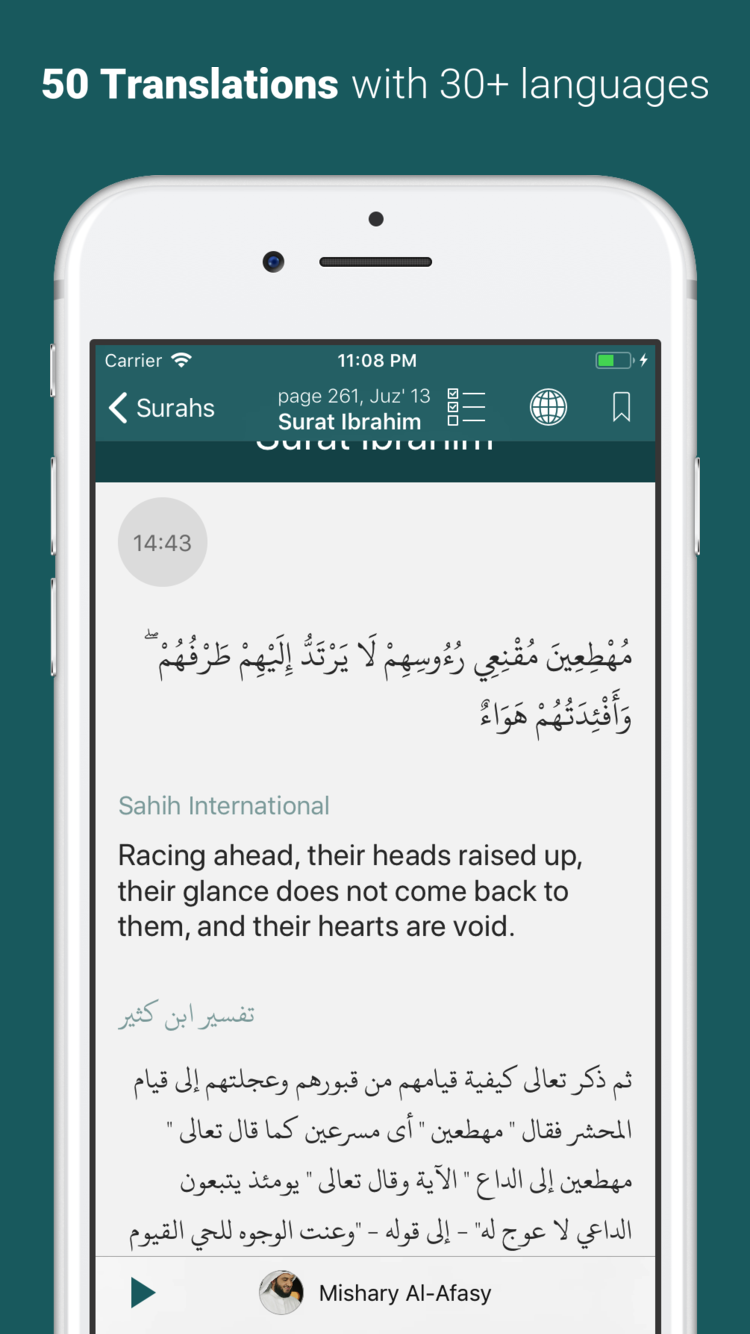 50 Translations with 30+ languages
Carrier 11:08 PM
Surahs
page 261, Juz' 13
Surat Ibrahim
Surat Ibrahim
14:43
مُهْطِعِينَ مُقْنِعِي رُءُوسِهِمْ لَا يَرْتَدُّ إِلَيْهِمْ طَرْفُهُمْ ۖ
وَأَفْئِدَتُهُمْ هَوَاءٌ
Sahih International
Racing ahead, their heads raised up,
their glance does not come back to
them, and their hearts are void.
تفسير ابن كثير
ثم ذكر تعالى كيفية قيامهم من قبورهم وعجلتهم إلى قيام
المحشر فقال " مهطعين " أى مسرعين كما قال تعالى "
مهطعين إلى الداع " الآية وقال تعالى " يومئذ يتبعون
الداعي لا عوج له" – إلى قوله – "وعنت الوجوه للحي القيوم
Mishary Al-Afasy